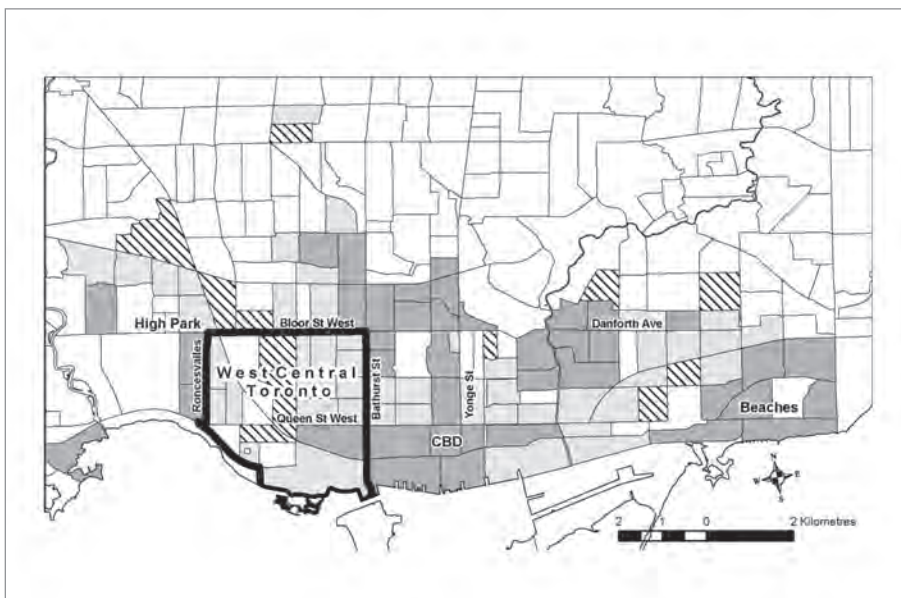 High Park
Bloor St West
Danforth Ave
Roncesvailes
West Central
Toronto
Bathurst St
Yonge St
Queen St West
CBD
Beaches
N
W E
S
2 1 0 2 Kilometres